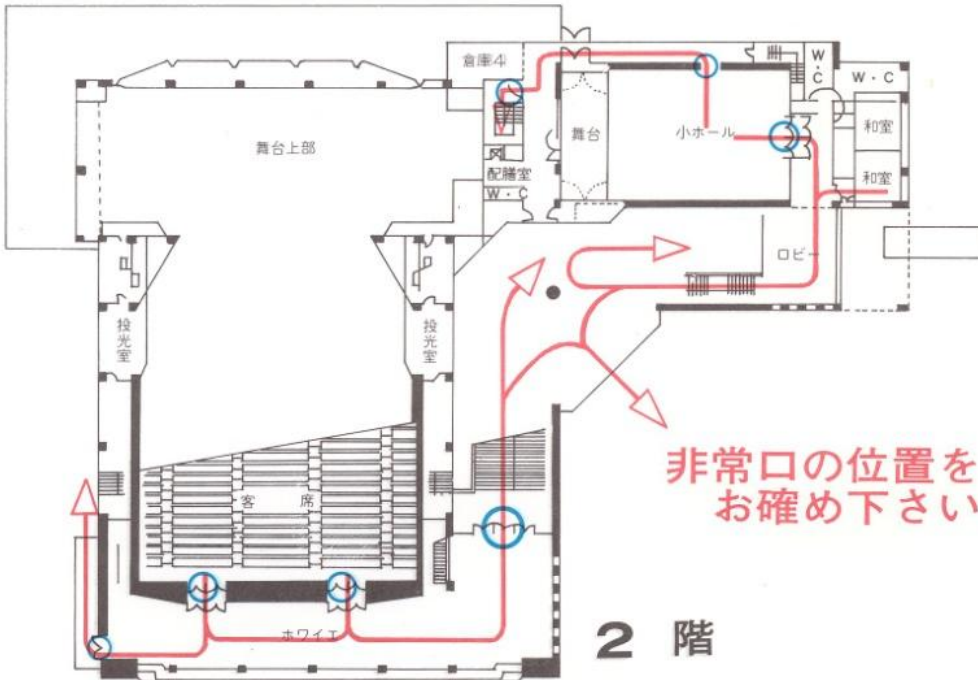 倉庫4
W・C
W・C
舞台上部
舞台
小ホール
和室
配膳室
和室
W・C
ロビー
投光室
投光室
非常口の位置を
お確め下さい
客席
ホワイエ
2階